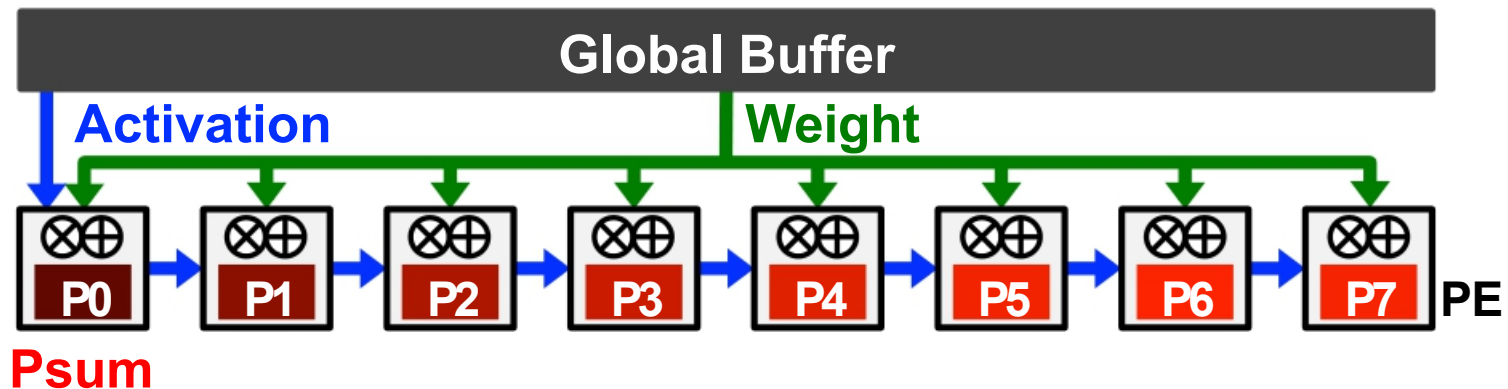 Global Buffer
Activation Weight
P0 P1 P2 P3 P4 P5 P6 P7 PE
Psum